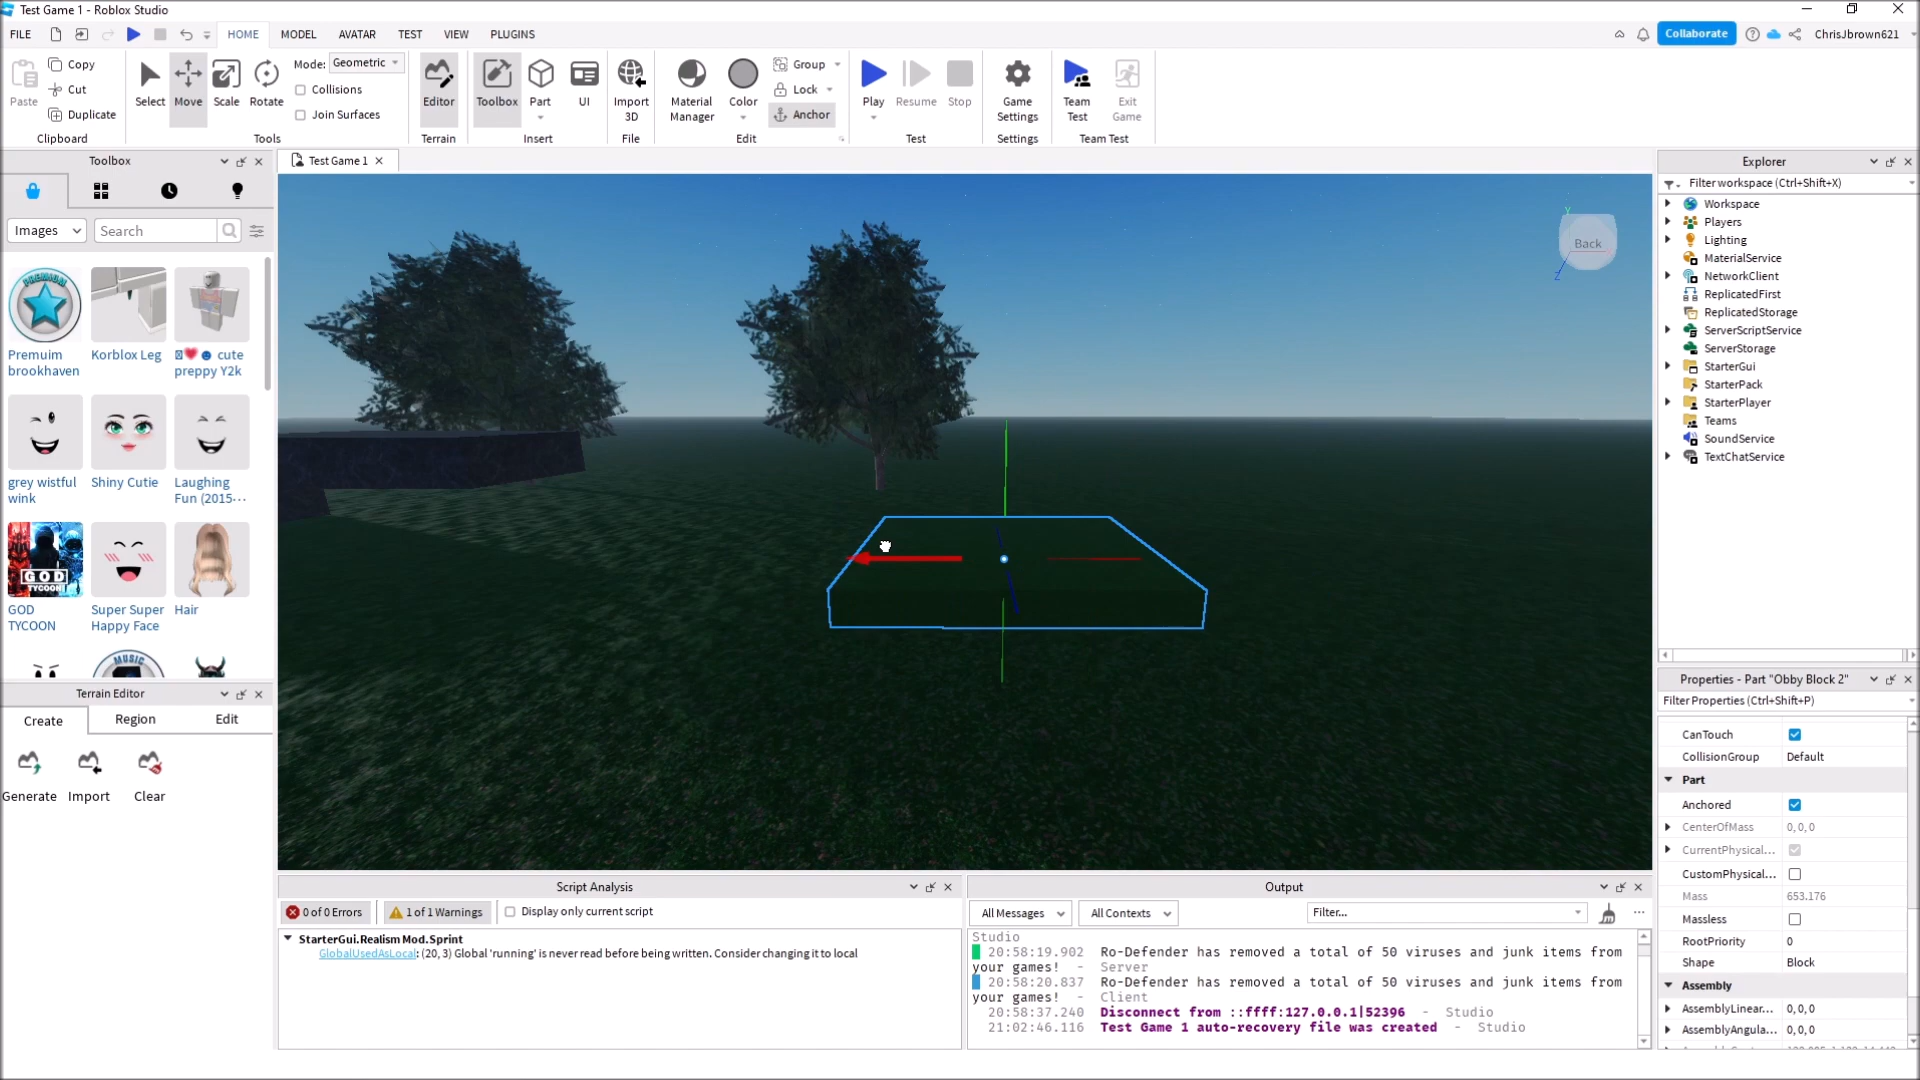 Test Game 1 - Roblox Studio
FILE
HOME
MODEL
AVATAR
TEST
VIEW
PLUGINS
Collaborate
ChrisJbrown621
Paste
Copy
Cut
Duplicate
Clipboard
Select
Move
Scale
Rotate
Mode:
Geometric
Collisions
Join Surfaces
Tools
Editor
Terrain
Toolbox
Part
UI
Insert
Import
3D
File
Material
Manager
Color
Group
Lock
Anchor
Edit
Play
Resume
Stop
Test
Game
Settings
Settings
Team
Test
Exit
Game
Team Test
Toolbox
Images
Search
PREMIUM
Premuim
brookhaven
Korblox Leg
cute
preppy Y2k
grey wistful
wink
Shiny Cutie
Laughing
Fun (2015-...
GOD
TYCOON
GOD
TYCOON
Super Super
Happy Face
Hair
MUSIC
Terrain Editor
Create
Region
Edit
Generate
Import
Clear
Test Game 1
Y
Back
Z
Script Analysis
0 of 0 Errors
1 of 1 Warnings
Display only current script
StarterGui.Realism Mod.Sprint
GlobalUsedAsLocal: (20, 3) Global 'running' is never read before being written. Consider changing it to local
Output
All Messages
All Contexts
Filter...
Studio
20:58:19.902 Ro-Defender has removed a total of 50 viruses and junk items from
your games! - Server
20:58:20.837 Ro-Defender has removed a total of 50 viruses and junk items from
your games! - Client
20:58:37.240 Disconnect from ::ffff:127.0.0.1|52396 - Studio
21:02:46.116 Test Game 1 auto-recovery file was created - Studio
Explorer
Filter workspace (Ctrl+Shift+X)
Workspace
Players
Lighting
MaterialService
NetworkClient
ReplicatedFirst
ReplicatedStorage
ServerScriptService
ServerStorage
StarterGui
StarterPack
StarterPlayer
Teams
SoundService
TextChatService
Properties - Part "Obby Block 2"
Filter Properties (Ctrl+Shift+P)
CanTouch
CollisionGroup Default
Part
Anchored
CenterOfMass 0, 0, 0
CurrentPhysical...
CustomPhysical...
Mass 653.176
Massless
RootPriority 0
Shape Block
Assembly
AssemblyLinear... 0, 0, 0
AssemblyAngula... 0, 0, 0